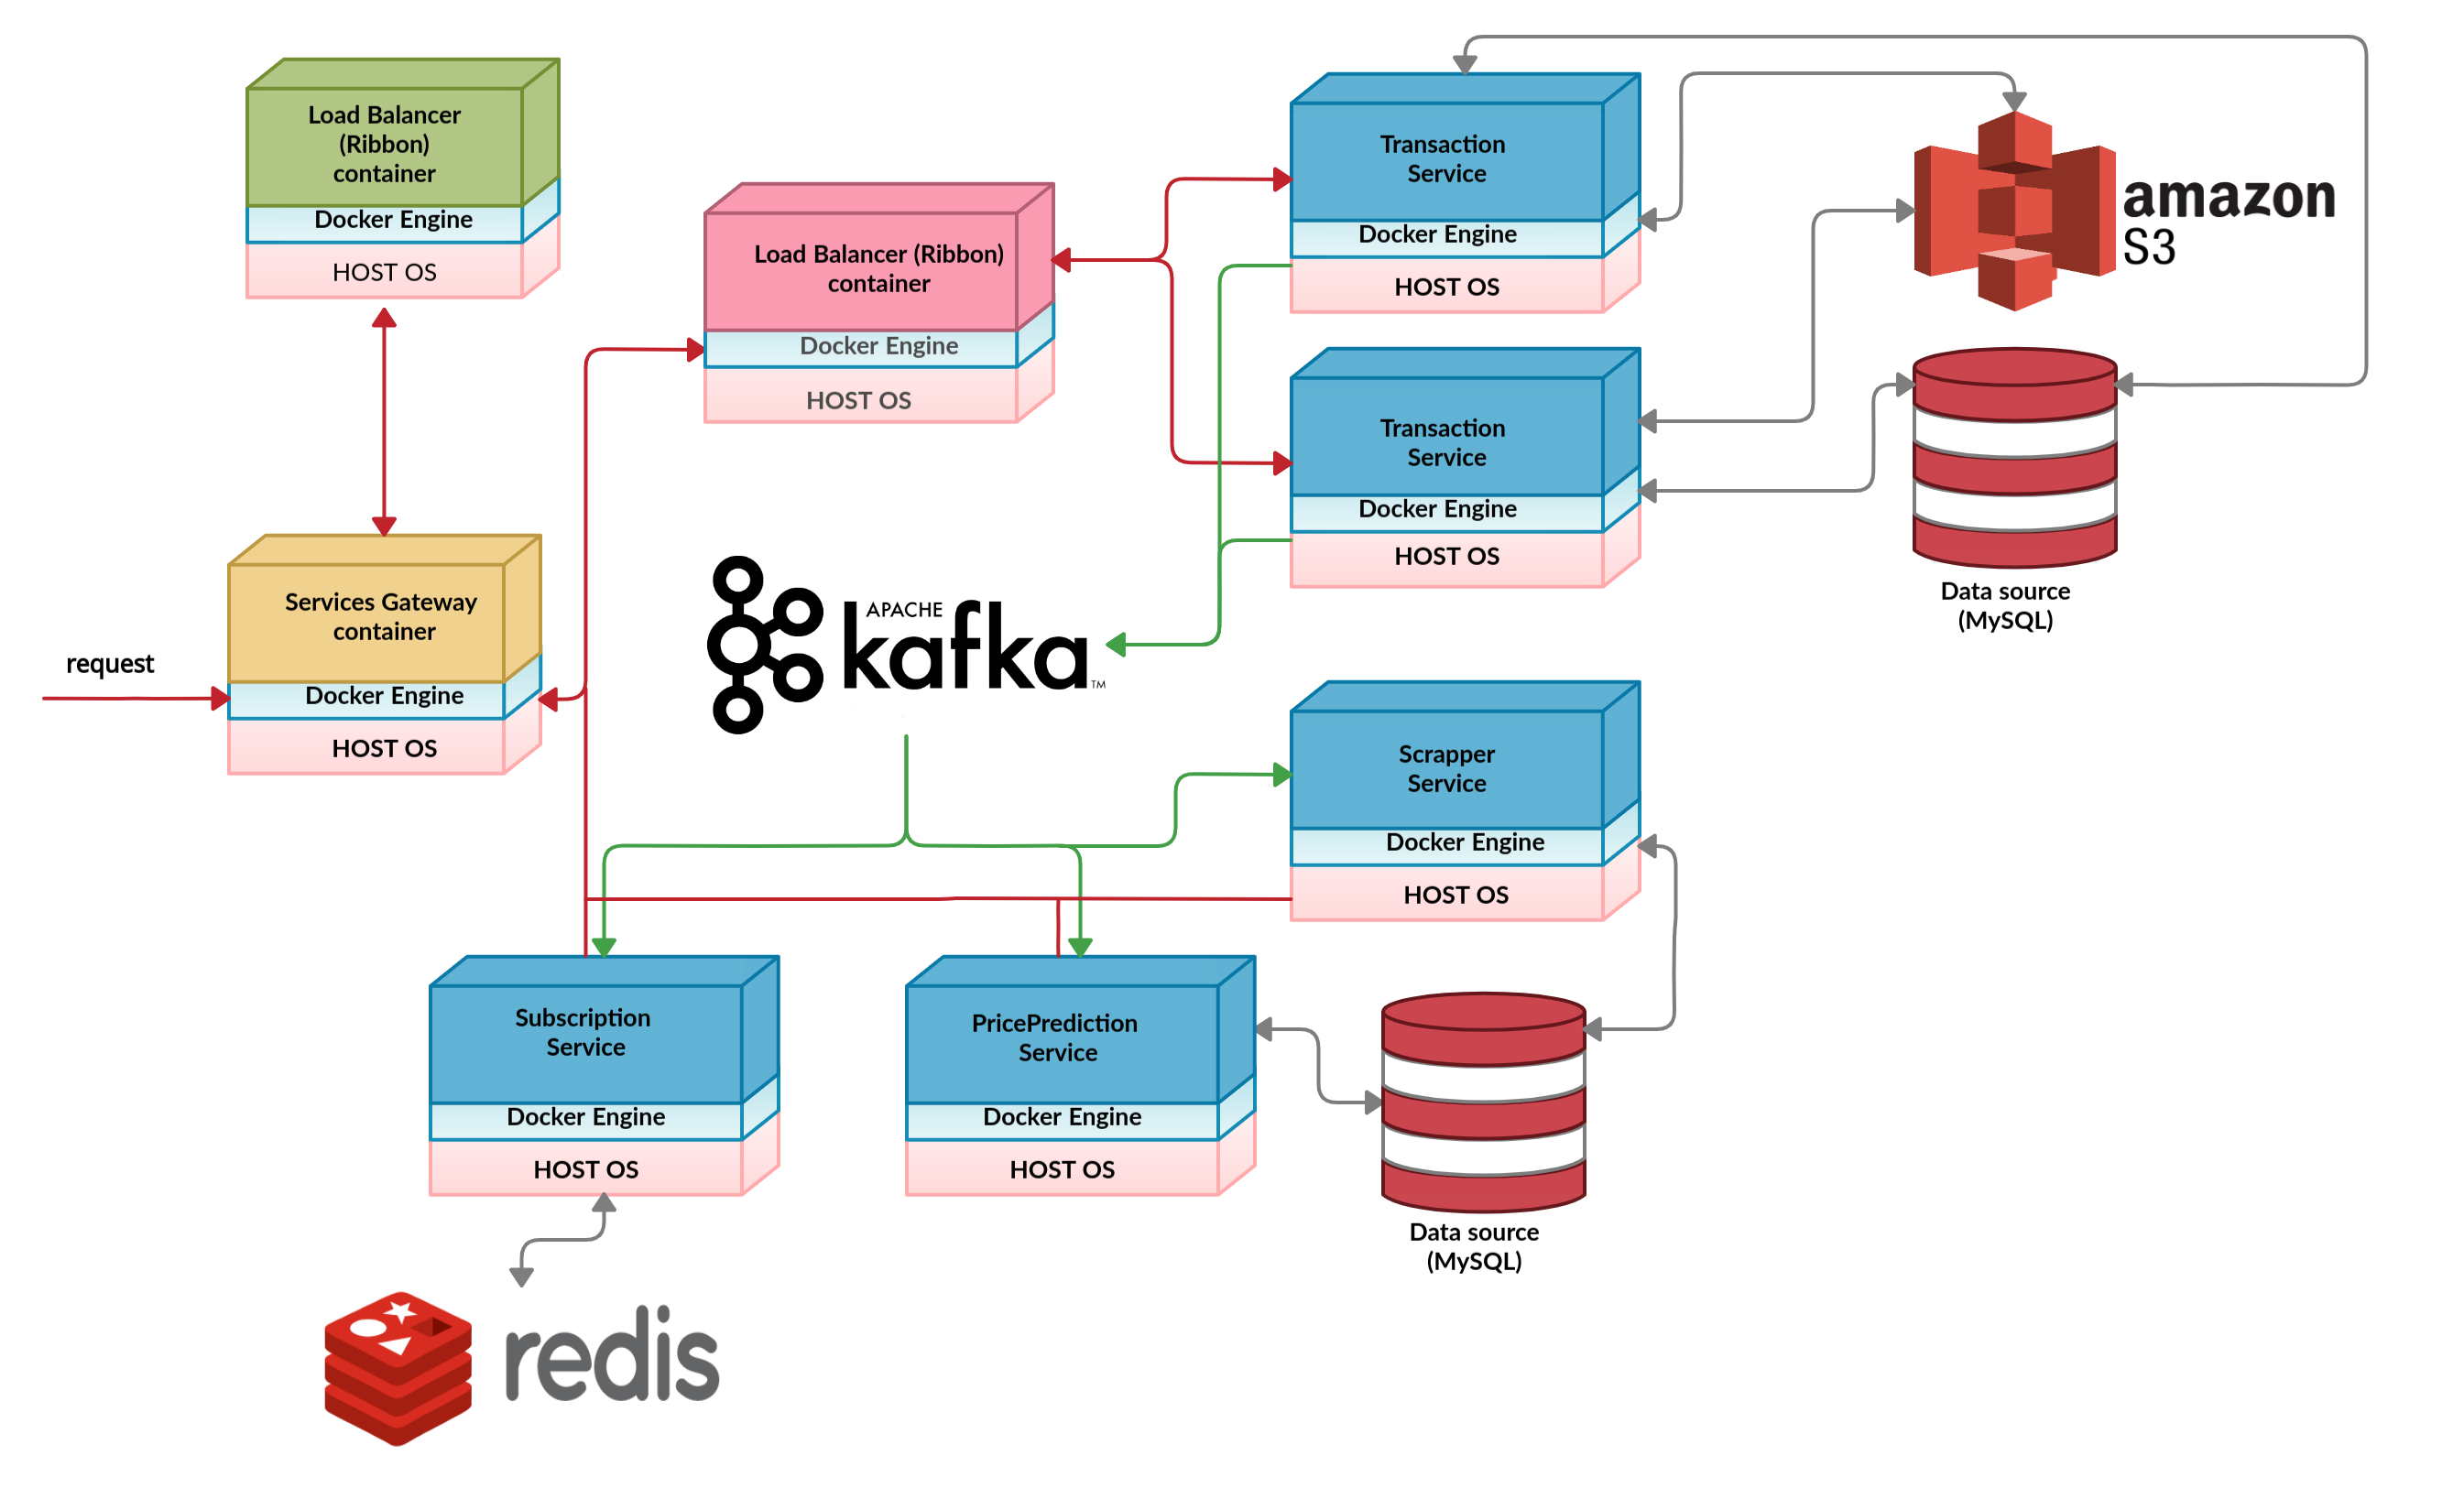 Load Balancer
(Ribbon)
container
Docker Engine
HOST OS
Load Balancer (Ribbon)
container
Docker Engine
HOST OS
Transaction
Service
Docker Engine
HOST OS
amazon
S3
Transaction
Service
Docker Engine
HOST OS
Data source
(MySQL)
request
Services Gateway
container
Docker Engine
HOST OS
APACHE
kafka™
Scrapper
Service
Docker Engine
HOST OS
Subscription
Service
Docker Engine
HOST OS
PricePrediction
Service
Docker Engine
HOST OS
Data source
(MySQL)
redis